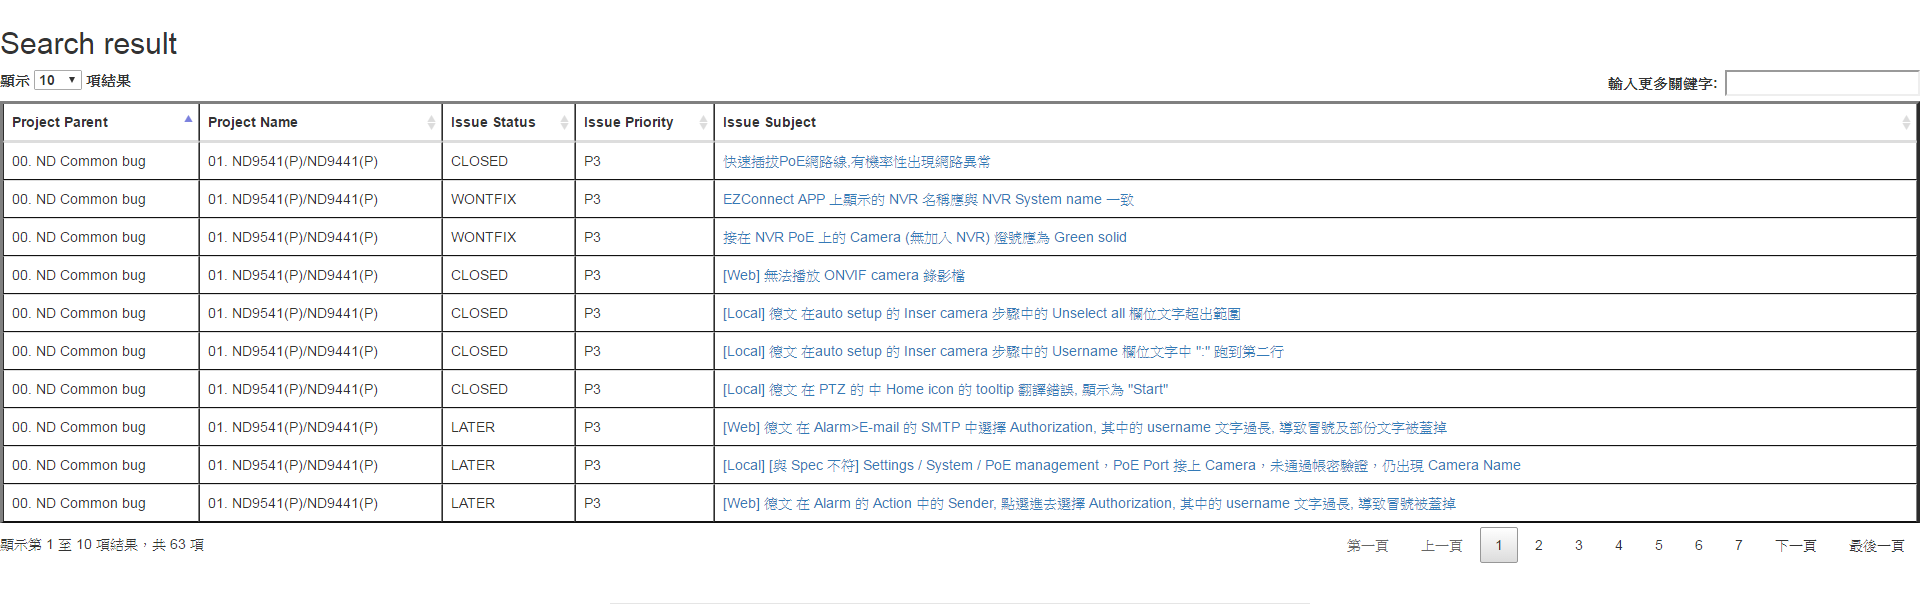 Search result
顯示 10 項結果
輸入更多關鍵字:
Project Parent Project Name Issue Status Issue Priority Issue Subject
00. ND Common bug 01. ND9541(P)/ND9441(P) CLOSED P3 快速插拔PoE網路線,有機率性出現網路異常
00. ND Common bug 01. ND9541(P)/ND9441(P) WONTFIX P3 EZConnect APP 上顯示的 NVR 名稱應與 NVR System name 一致
00. ND Common bug 01. ND9541(P)/ND9441(P) WONTFIX P3 接在 NVR PoE 上的 Camera (無加入 NVR) 燈號應為 Green solid
00. ND Common bug 01. ND9541(P)/ND9441(P) CLOSED P3 [Web] 無法播放 ONVIF camera 錄影檔
00. ND Common bug 01. ND9541(P)/ND9441(P) CLOSED P3 [Local] 德文 在auto setup 的 Inser camera 步驟中的 Unselect all 欄位文字超出範圍
00. ND Common bug 01. ND9541(P)/ND9441(P) CLOSED P3 [Local] 德文 在auto setup 的 Inser camera 步驟中的 Username 欄位文字中 ":" 跑到第二行
00. ND Common bug 01. ND9541(P)/ND9441(P) CLOSED P3 [Local] 德文 在 PTZ 的 中 Home icon 的 tooltip 翻譯錯誤, 顯示為 "Start"
00. ND Common bug 01. ND9541(P)/ND9441(P) LATER P3 [Web] 德文 在 Alarm>E-mail 的 SMTP 中選擇 Authorization, 其中的 username 文字過長, 導致冒號及部份文字被蓋掉
00. ND Common bug 01. ND9541(P)/ND9441(P) LATER P3 [Local] [與 Spec 不符] Settings / System / PoE management，PoE Port 接上 Camera，未通過帳密驗證，仍出現 Camera Name
00. ND Common bug 01. ND9541(P)/ND9441(P) LATER P3 [Web] 德文 在 Alarm 的 Action 中的 Sender, 點選進去選擇 Authorization, 其中的 username 文字過長, 導致冒號被蓋掉
顯示第 1 至 10 項結果，共 63 項
第一頁 上一頁 1 2 3 4 5 6 7 下一頁 最後一頁